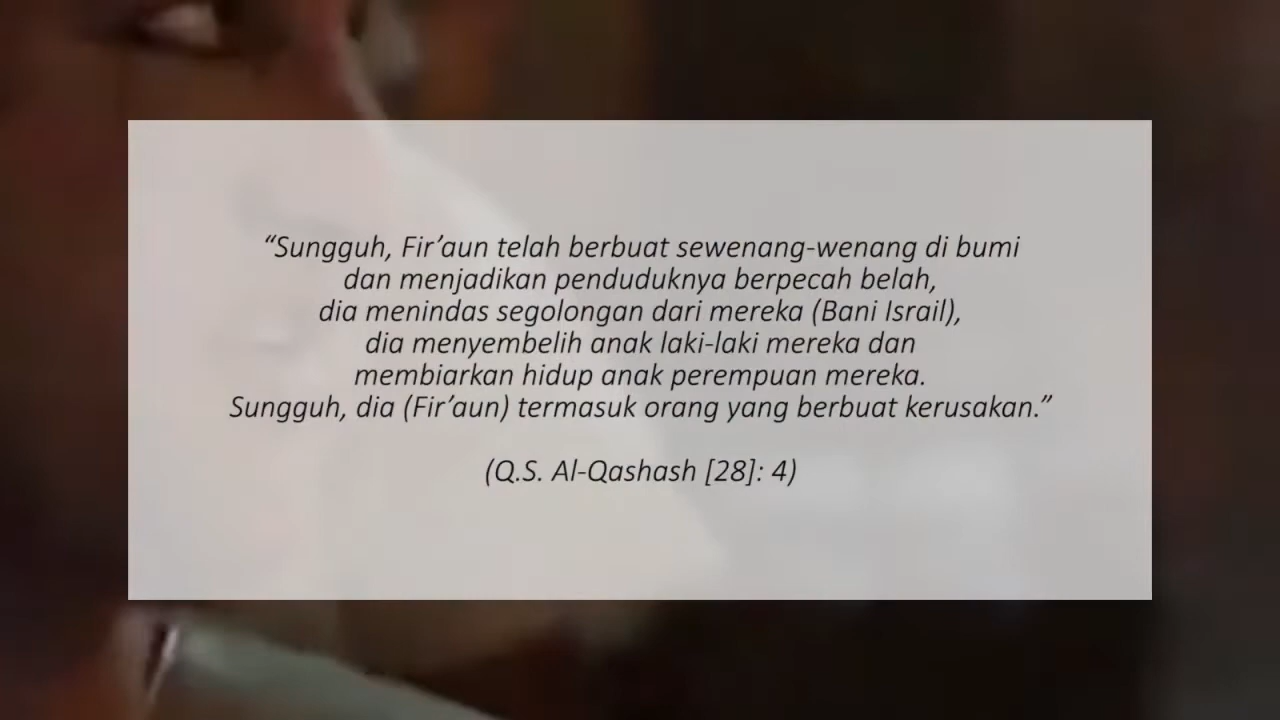 “Sungguh, Fir’aun telah berbuat sewenang-wenang di bumi
dan menjadikan penduduknya berpecah belah,
dia menindas segolongan dari mereka (Bani Israil),
dia menyembelih anak laki-laki mereka dan
membiarkan hidup anak perempuan mereka.
Sungguh, dia (Fir’aun) termasuk orang yang berbuat kerusakan.”
(Q.S. Al-Qashash [28]: 4)